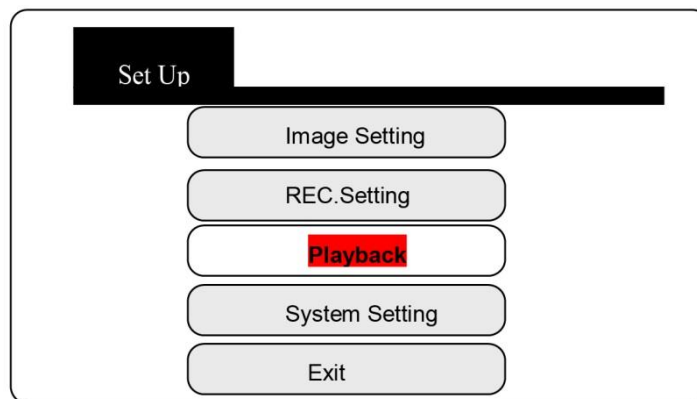 Set Up
Image Setting
REC.Setting
Playback
System Setting
Exit